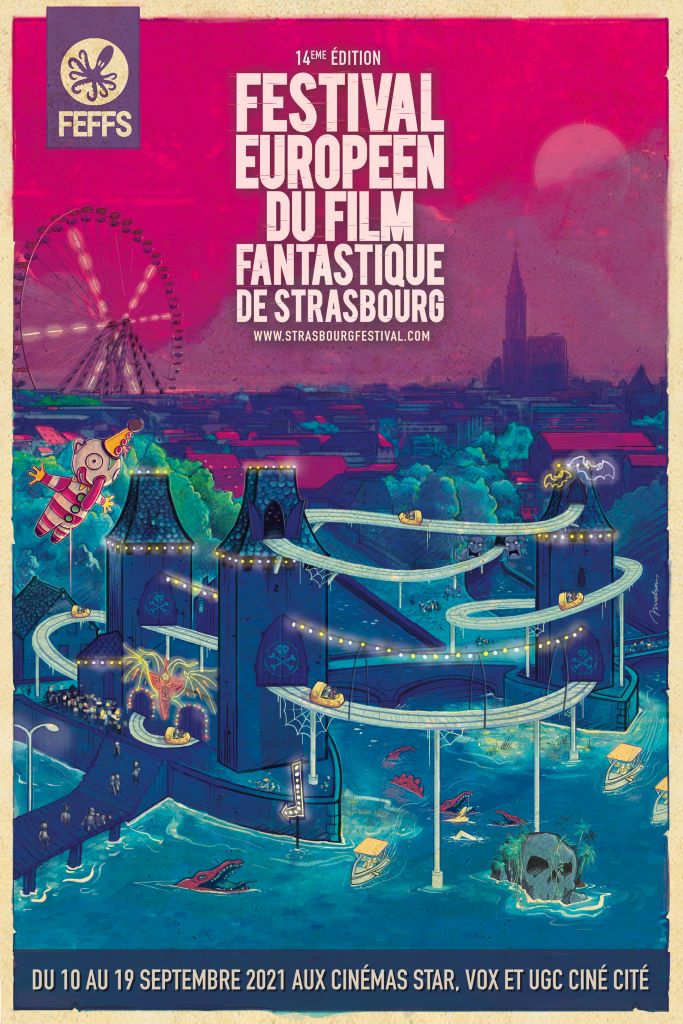 FEFFS
14EME ÉDITION
FESTIVAL
EUROPEEN
DU FILM
FANTASTIQUE
DE STRASBOURG
WWW.STRASBOURGFESTIVAL.COM
DU 10 AU 19 SEPTEMBRE 2021 AUX CINÉMAS STAR, VOX ET UGC CINÉ CITÉ